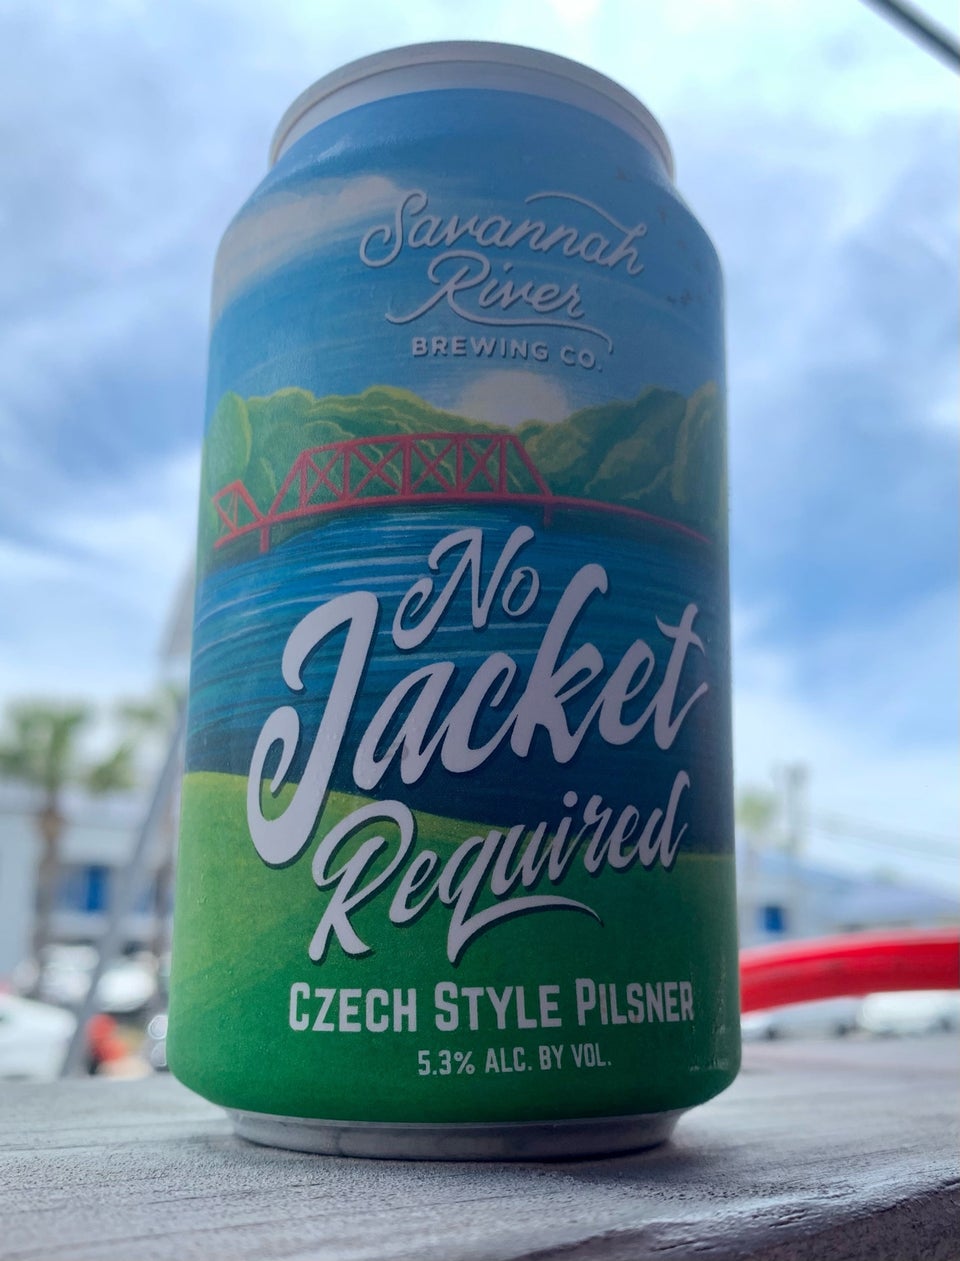 Savannah
River
BREWING CO.
No
Jacket
Required
CZECH STYLE PILSNER
5.3% ALC. BY VOL.